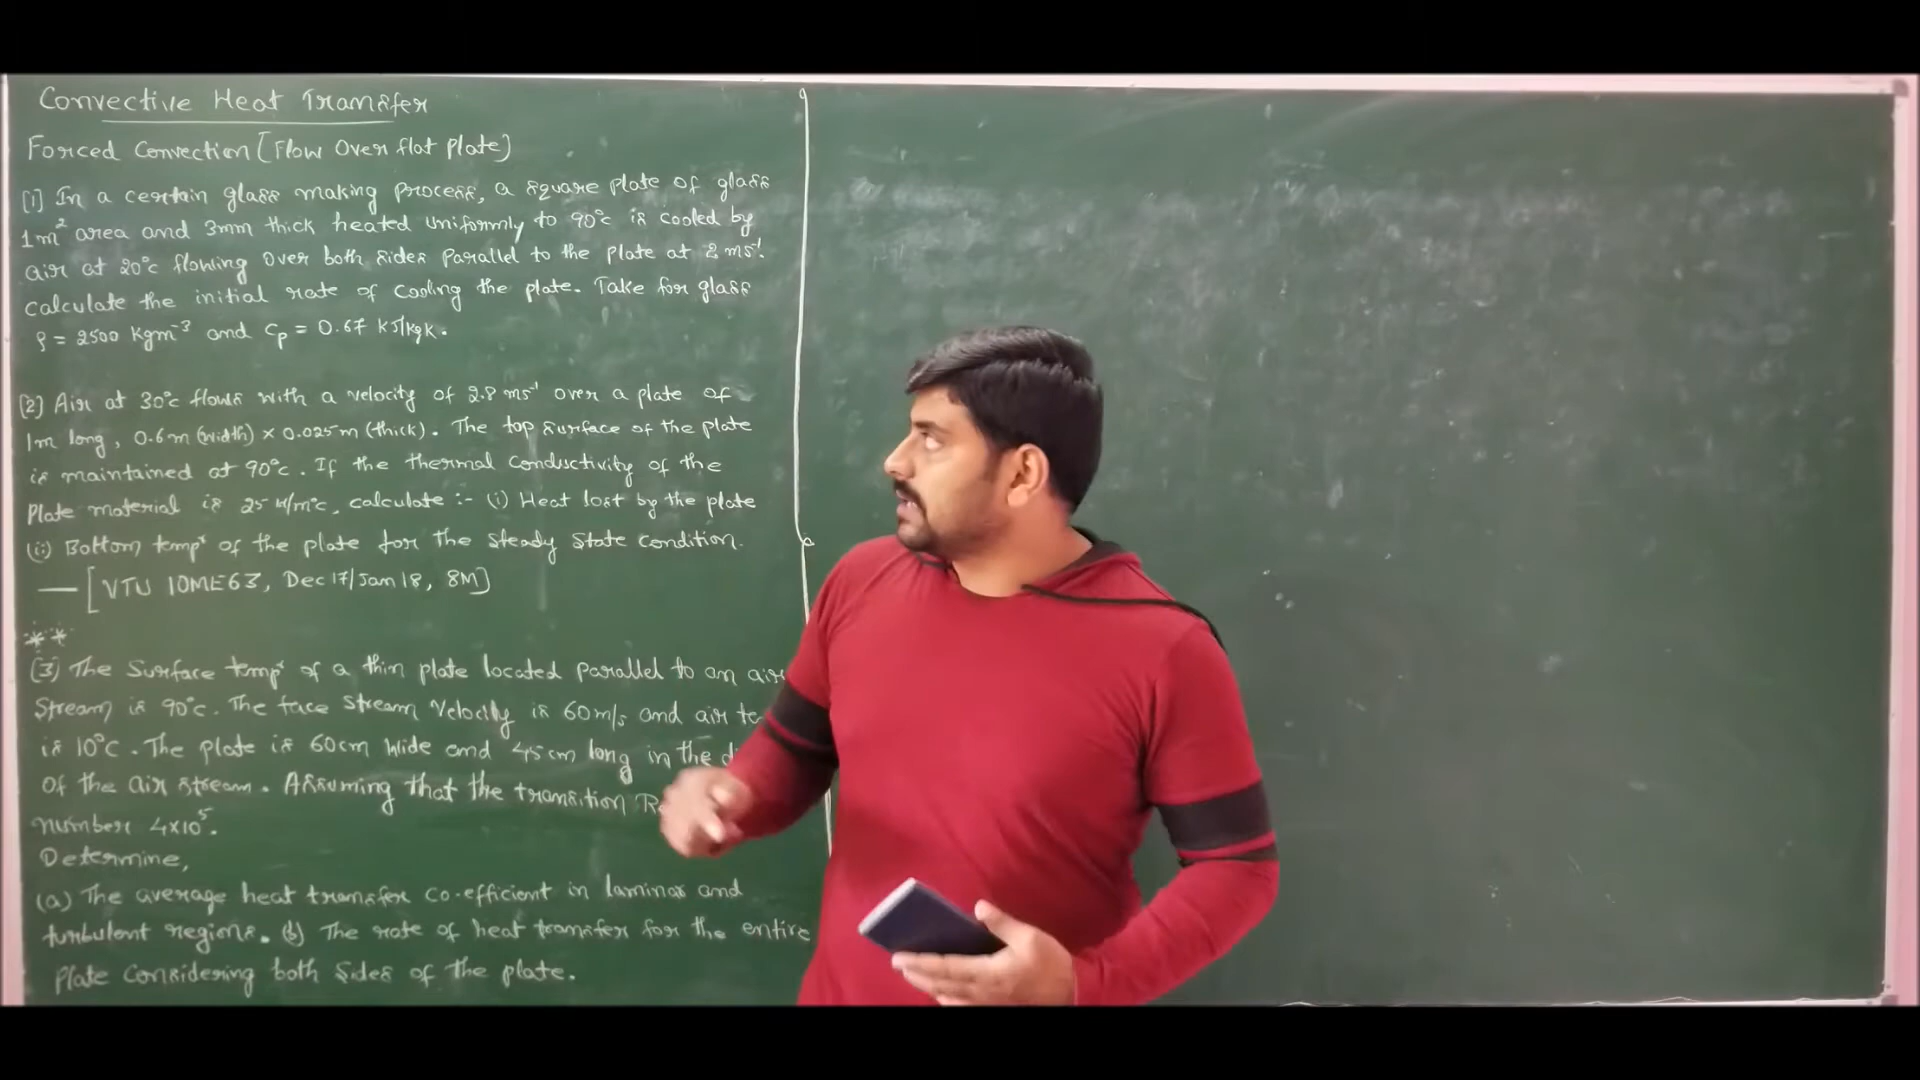 Convective Heat Transfer
Forced Convection [Flow Over flat plate]
[1] In a certain glass making process, a square plate of glass
1m² area and 3mm thick heated uniformly to 90°c is cooled by
air at 20°c flowing over both sides parallel to the plate at 2 ms⁻¹.
calculate the initial rate of cooling the plate. Take for glass
ρ = 2500 Kgm⁻³ and Cp = 0.67 kJ/kgk.
[2] Air at 30°c flows with a velocity of 2.8 ms⁻¹ over a plate of
1m long, 0.6m (width) × 0.025m (thick). The top surface of the plate
is maintained at 90°c. If the thermal conductivity of the
Plate material is 25 W/m°c, calculate :- (i) Heat lost by the plate
(ii) Bottom tempʳ of the plate for the steady state condition.
— [VTU 10ME63, Dec 17/Jan 18, 8M]
**
(3) The Surface tempʳ of a thin plate located parallel to an air
Stream is 90°c. The face stream velocity is 60m/s and air te
is 10°C. The plate is 60cm wide and 45cm long in the d
of the air stream. Assuming that the transition Re
number 4×10⁵.
Determine,
(a) The average heat transfer co-efficient in laminar and
turbulent regions. (b) The rate of heat transfer for the entire
plate considering both sides of the plate.